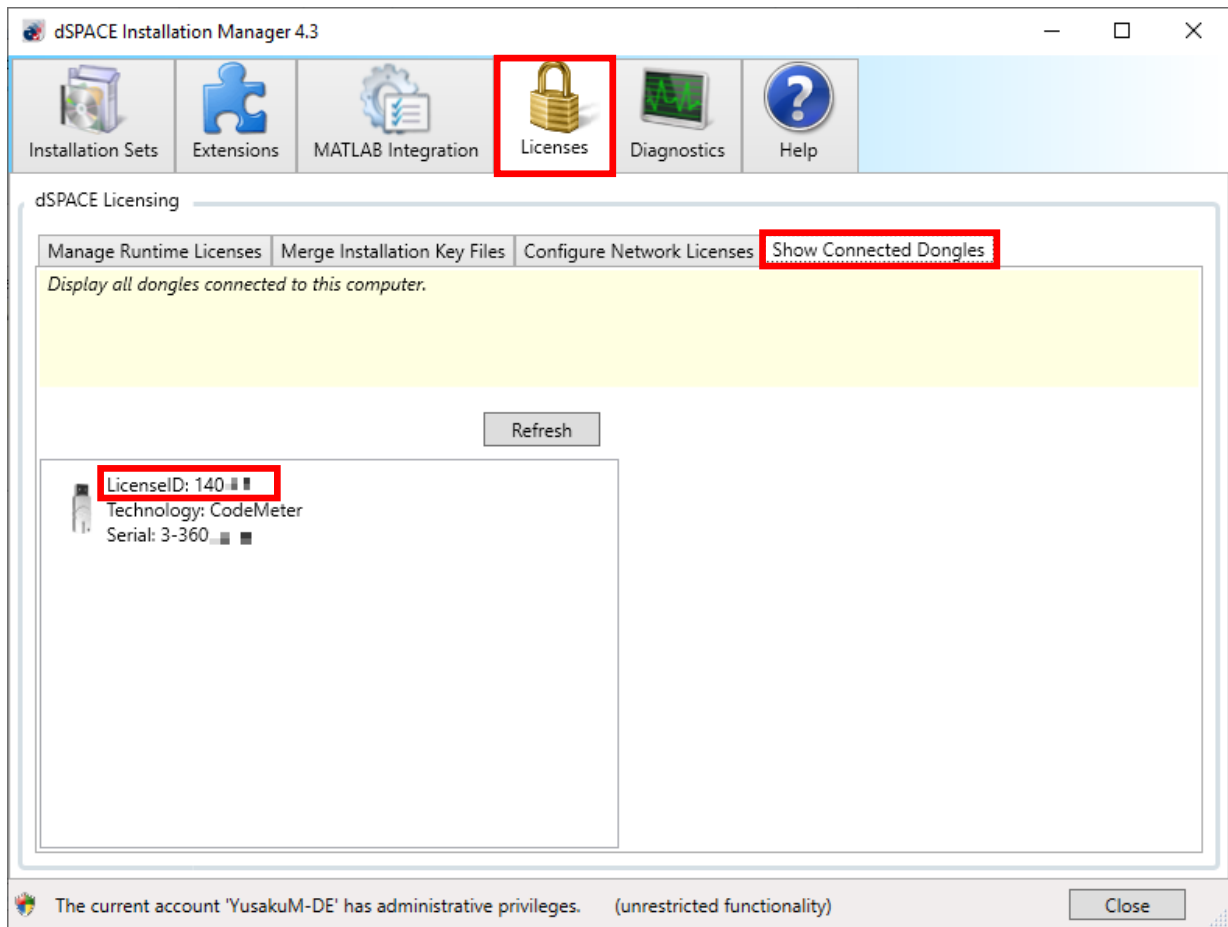 dSPACE Installation Manager 4.3
Installation Sets
Extensions
MATLAB Integration
Licenses
Diagnostics
Help
dSPACE Licensing
Manage Runtime Licenses
Merge Installation Key Files
Configure Network Licenses
Show Connected Dongles
Display all dongles connected to this computer.
Refresh
LicenseID: 140
Technology: CodeMeter
Serial: 3-360
The current account 'YusakuM-DE' has administrative privileges. (unrestricted functionality)
Close